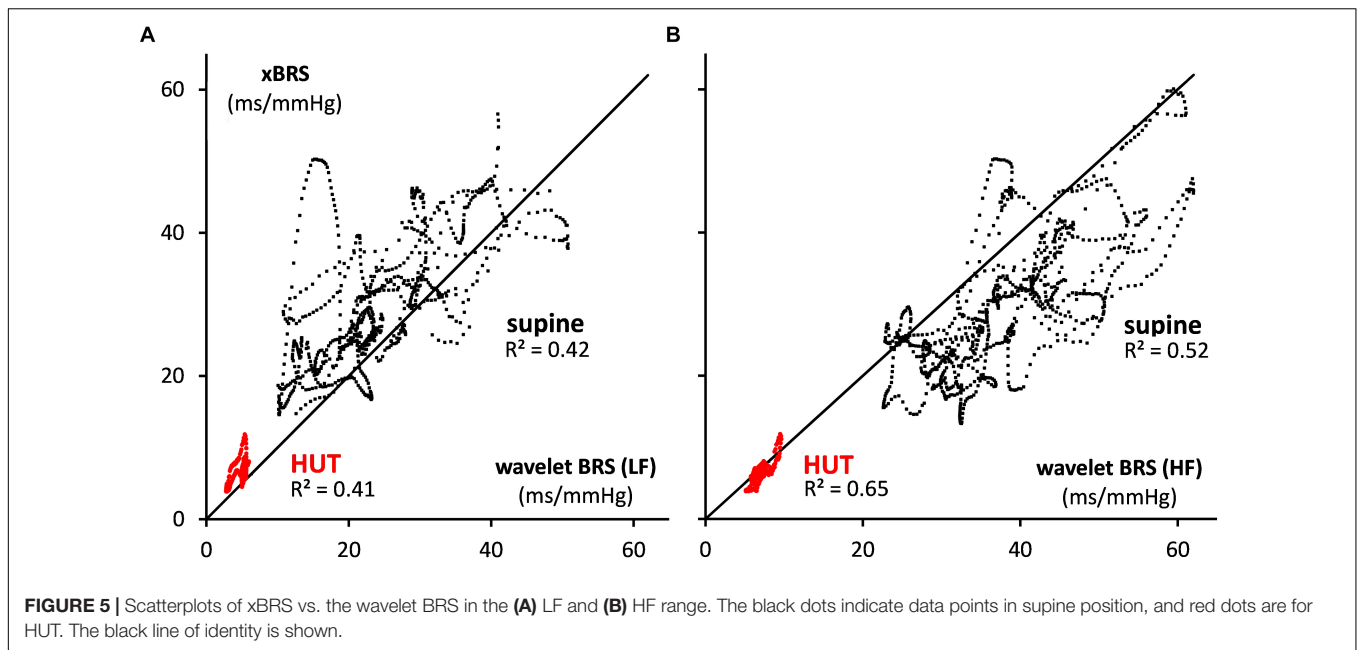 A
B
xBRS
(ms/mmHg)
60
40
20
0
supine
R² = 0.42
supine
R² = 0.52
HUT
R² = 0.41
wavelet BRS (LF)
(ms/mmHg)
HUT
R² = 0.65
wavelet BRS (HF)
(ms/mmHg)
0 20 40 60
0 20 40 60
FIGURE 5 | Scatterplots of xBRS vs. the wavelet BRS in the (A) LF and (B) HF range. The black dots indicate data points in supine position, and red dots are for
HUT. The black line of identity is shown.